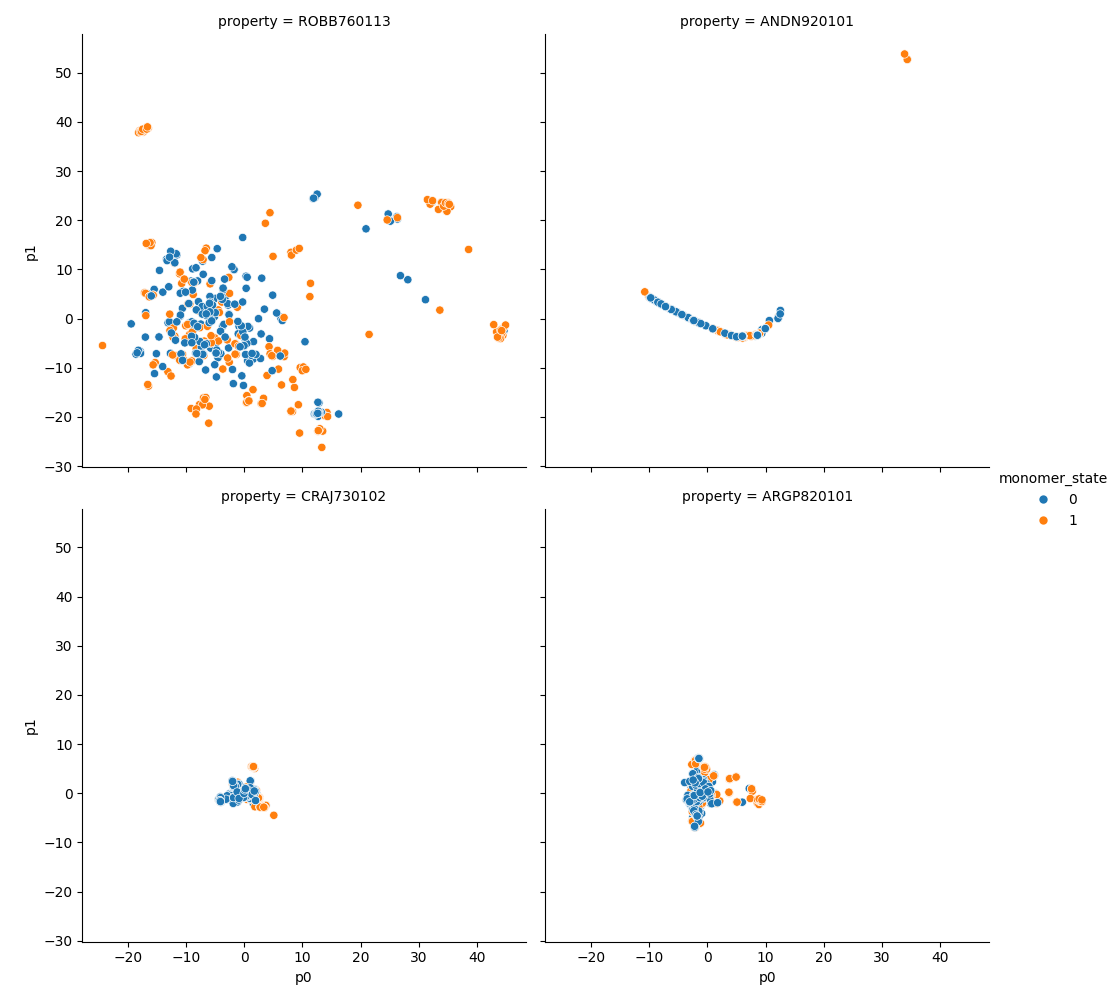 property = ROBB760113
property = ANDN920101
50
40
30
20
10
0
−10
−20
−30
p1
monomer_state
0
1
property = CRAJ730102
property = ARGP820101
50
40
30
20
10
0
−10
−20
−30
p1
−20 −10 0 10 20 30 40
p0
−20 −10 0 10 20 30 40
p0